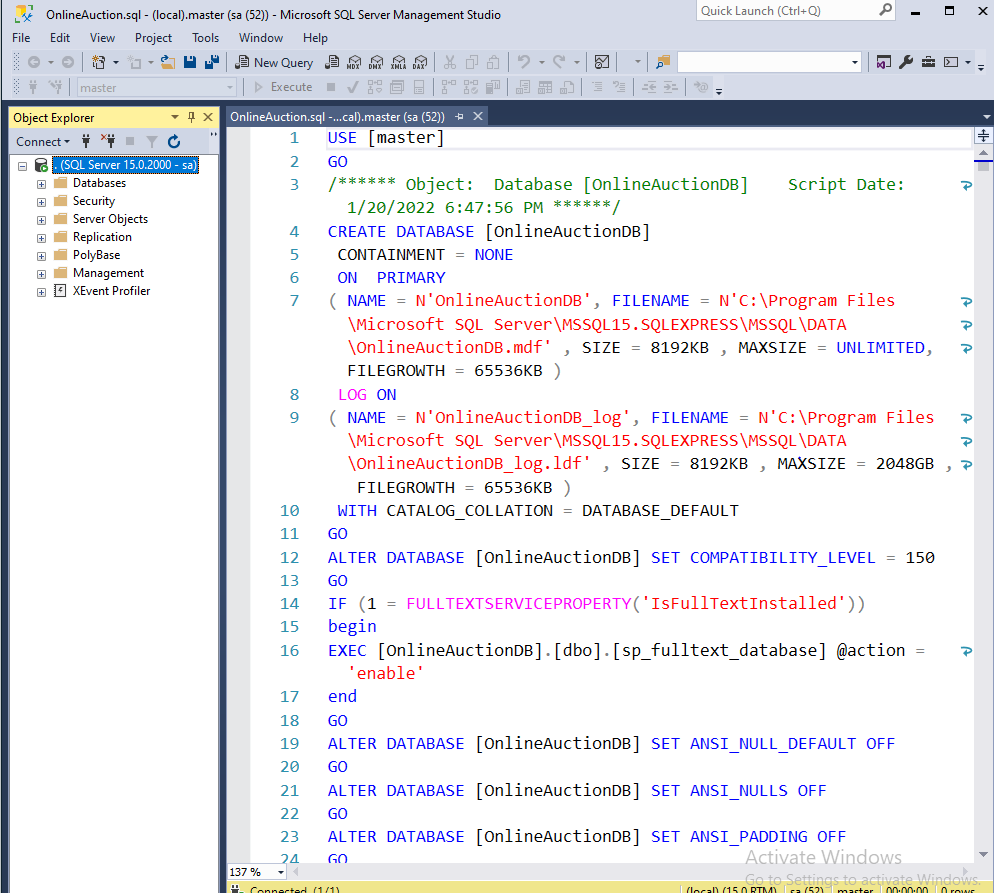 OnlineAuction.sql - (local).master (sa (52)) - Microsoft SQL Server Management Studio
Quick Launch (Ctrl+Q)
File Edit View Project Tools Window Help
New Query MDX DMX XMLA DAX
master Execute
Object Explorer
OnlineAuction.sql -...cal).master (sa (52))
Connect
. (SQL Server 15.0.2000 - sa)
Databases
Security
Server Objects
Replication
PolyBase
Management
XEvent Profiler
1 USE [master]
2 GO
3 /****** Object:  Database [OnlineAuctionDB]    Script Date:
1/20/2022 6:47:56 PM ******/
4 CREATE DATABASE [OnlineAuctionDB]
5 CONTAINMENT = NONE
6 ON  PRIMARY
7 ( NAME = N'OnlineAuctionDB', FILENAME = N'C:\Program Files
\Microsoft SQL Server\MSSQL15.SQLEXPRESS\MSSQL\DATA
\OnlineAuctionDB.mdf' , SIZE = 8192KB , MAXSIZE = UNLIMITED,
FILEGROWTH = 65536KB )
8 LOG ON
9 ( NAME = N'OnlineAuctionDB_log', FILENAME = N'C:\Program Files
\Microsoft SQL Server\MSSQL15.SQLEXPRESS\MSSQL\DATA
\OnlineAuctionDB_log.ldf' , SIZE = 8192KB , MAXSIZE = 2048GB ,
FILEGROWTH = 65536KB )
10 WITH CATALOG_COLLATION = DATABASE_DEFAULT
11 GO
12 ALTER DATABASE [OnlineAuctionDB] SET COMPATIBILITY_LEVEL = 150
13 GO
14 IF (1 = FULLTEXTSERVICEPROPERTY('IsFullTextInstalled'))
15 begin
16 EXEC [OnlineAuctionDB].[dbo].[sp_fulltext_database] @action =
'enable'
17 end
18 GO
19 ALTER DATABASE [OnlineAuctionDB] SET ANSI_NULL_DEFAULT OFF
20 GO
21 ALTER DATABASE [OnlineAuctionDB] SET ANSI_NULLS OFF
22 GO
23 ALTER DATABASE [OnlineAuctionDB] SET ANSI_PADDING OFF
24 GO
Activate Windows
Go to Settings to activate Windows.
137 %
Connected. (1/1) (local) (15.0 RTM) sa (52) master 00:00:00 0 rows